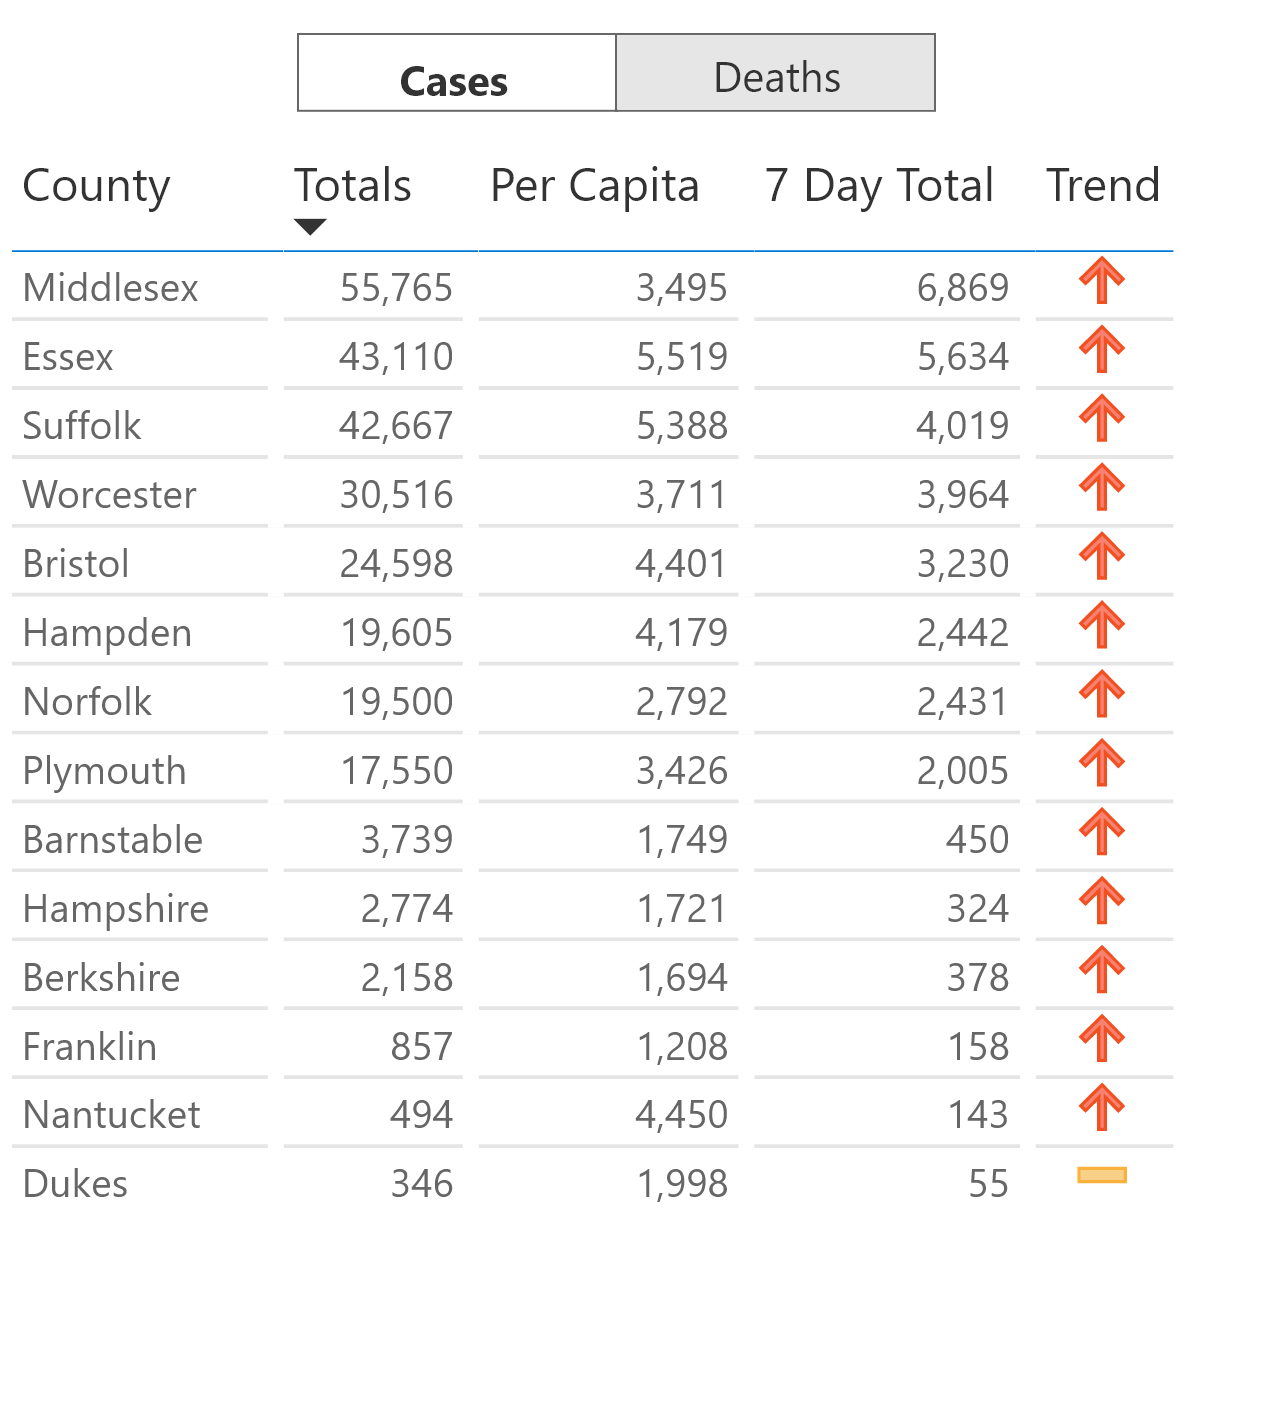 Cases Deaths
County Totals Per Capita 7 Day Total Trend
Middlesex 55,765 3,495 6,869
Essex 43,110 5,519 5,634
Suffolk 42,667 5,388 4,019
Worcester 30,516 3,711 3,964
Bristol 24,598 4,401 3,230
Hampden 19,605 4,179 2,442
Norfolk 19,500 2,792 2,431
Plymouth 17,550 3,426 2,005
Barnstable 3,739 1,749 450
Hampshire 2,774 1,721 324
Berkshire 2,158 1,694 378
Franklin 857 1,208 158
Nantucket 494 4,450 143
Dukes 346 1,998 55